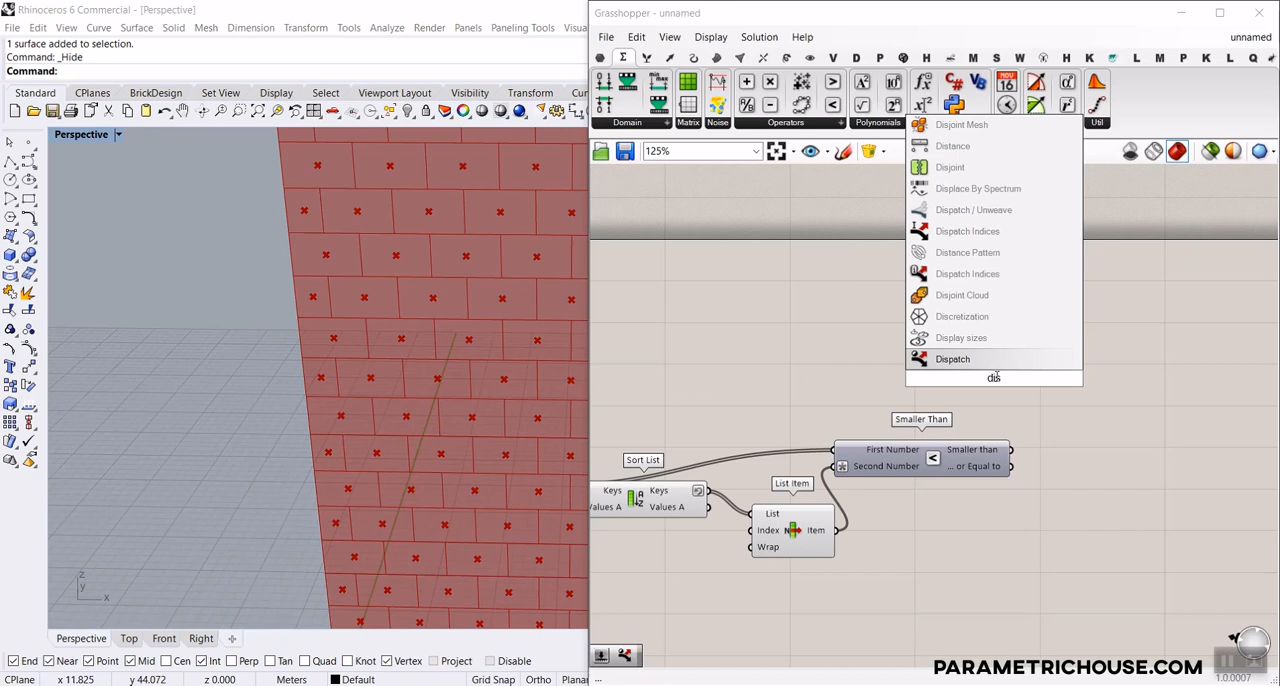 Rhinoceros 6 Commercial - [Perspective]
File Edit View Curve Surface Solid Mesh Dimension Transform Tools Analyze Render Panels Paneling Tools Visua
1 surface added to selection.
Command: _Hide
Command:
Standard CPlanes BrickDesign Set View Display Select Viewport Layout Visibility Transform Cu
Perspective
z
y
x
Perspective Top Front Right
End Near Point Mid Cen Int Perp Tan Quad Knot Vertex Project Disable
CPlane x 11.825 y 44.072 z 0.000 Meters Default Grid Snap Ortho Planar
Grasshopper - unnamed
File Edit View Display Solution Help unnamed
V D P H M S W H K L M P K L Q
Domain Matrix Noise Operators Polynomials Util
125%
Disjoint Mesh
Distance
Disjoint
Displace By Spectrum
Dispatch / Unweave
Dispatch Indices
Distance Pattern
Dispatch Indices
Disjoint Cloud
Discretization
Display sizes
Dispatch
dis
Smaller Than
First Number Smaller than
Second Number ... or Equal to
Sort List
Keys Keys
Values A Values A
List Item
List
Index Item
Wrap
PARAMETRICHOUSE.COM
...
1.0.0007